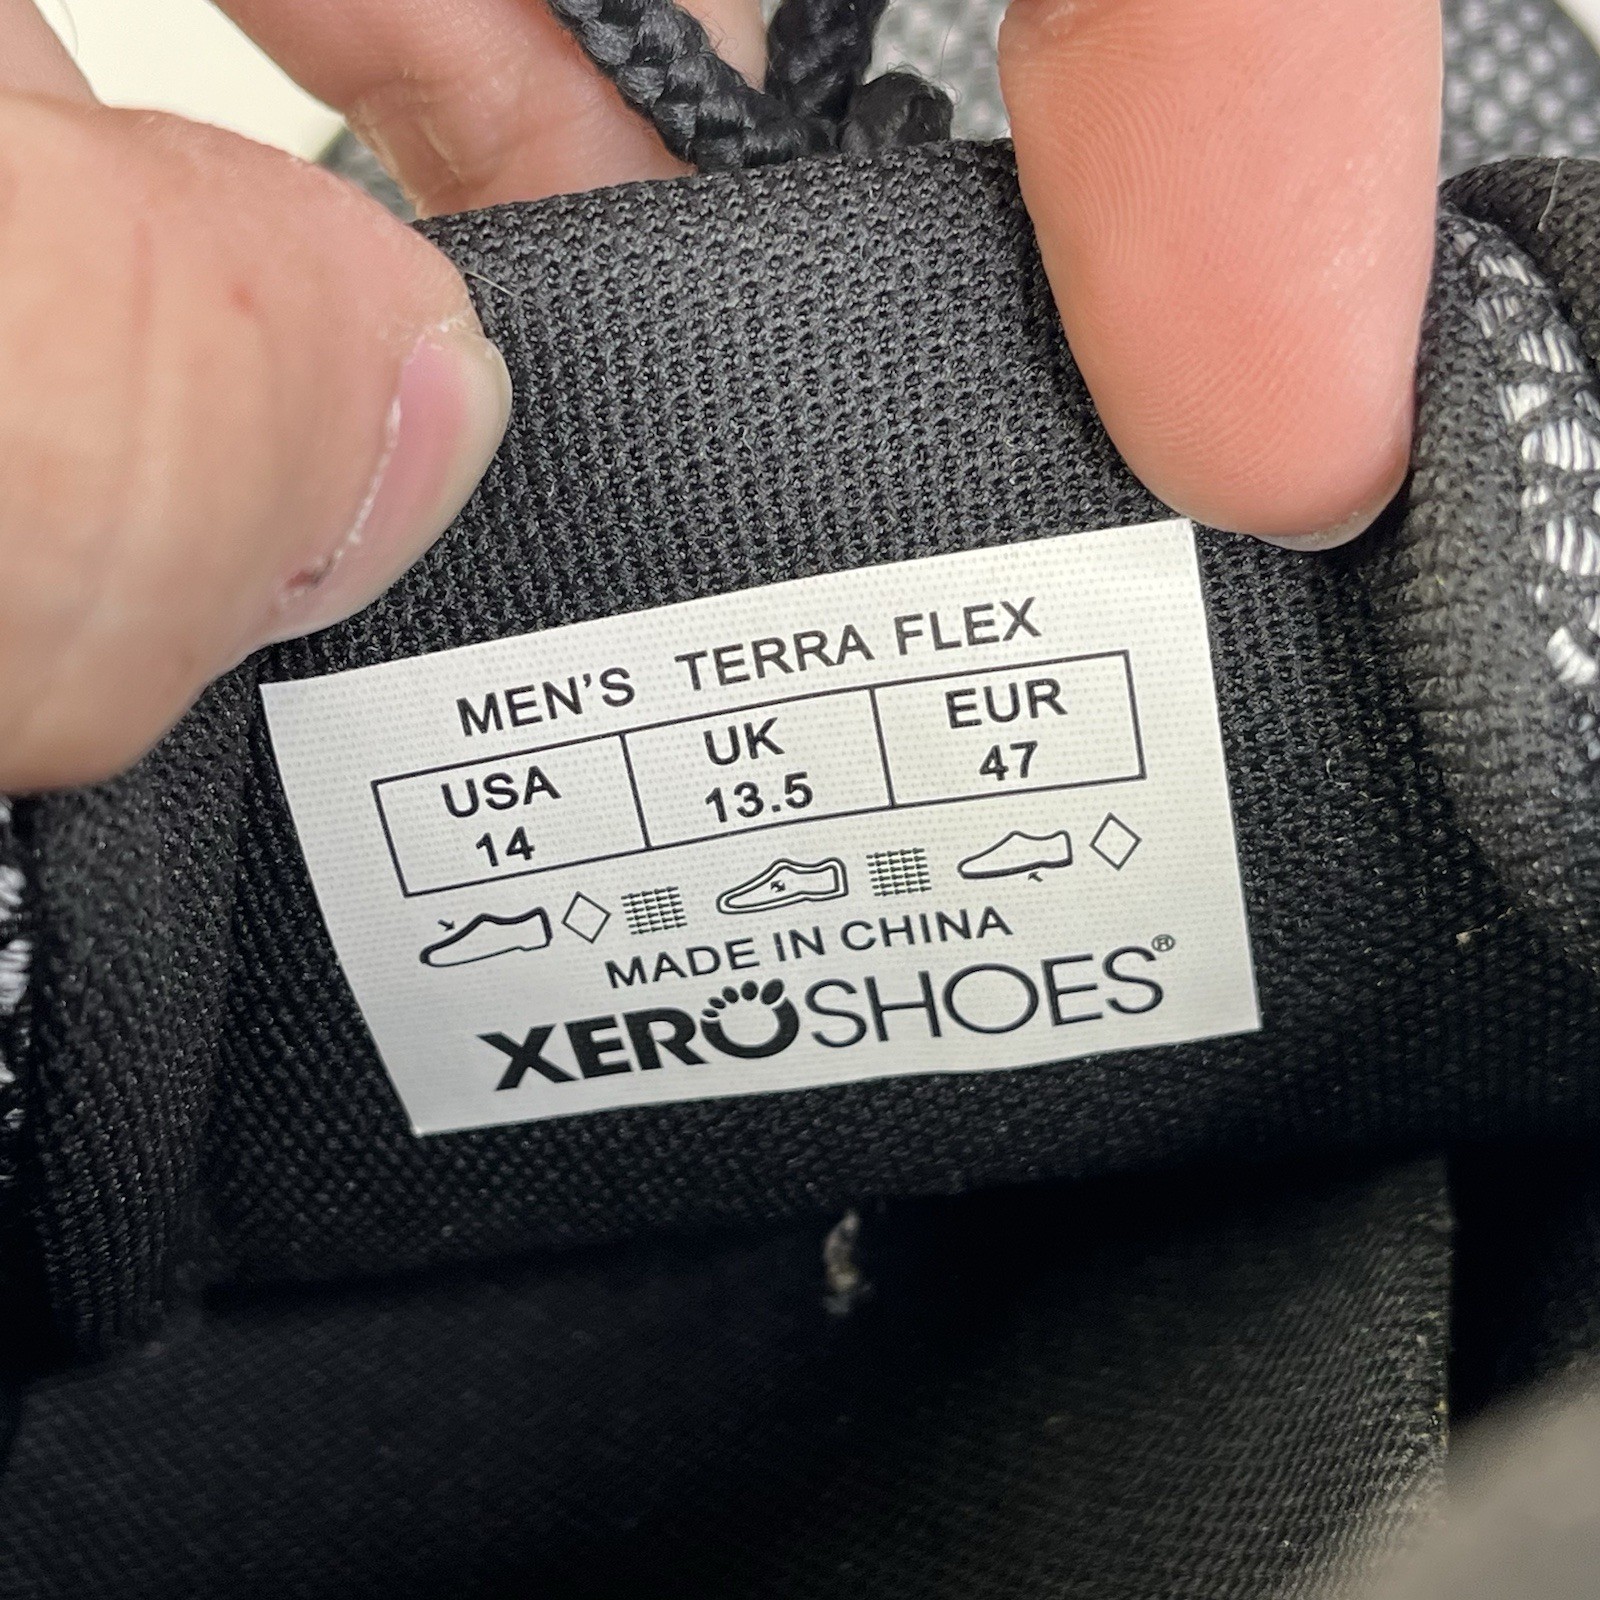 MEN'S TERRA FLEX
USA UK EUR
14 13.5 47
MADE IN CHINA
XEROSHOES®